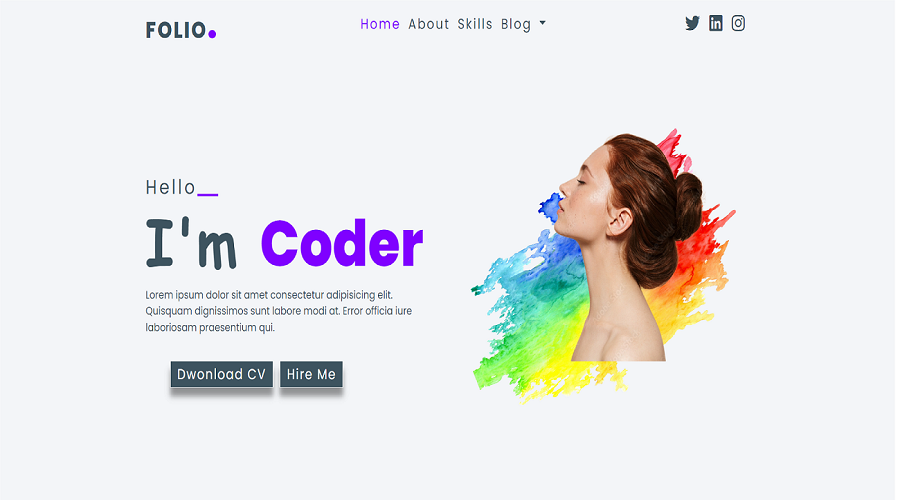 FOLIO.
Home About Skills Blog
Hello_
I'm Coder
Lorem ipsum dolor sit amet consectetur adipisicing elit.
Quisquam dignissimos sunt labore modi at. Error officia iure
laboriosam praesentium qui.
Dwonload CV Hire Me